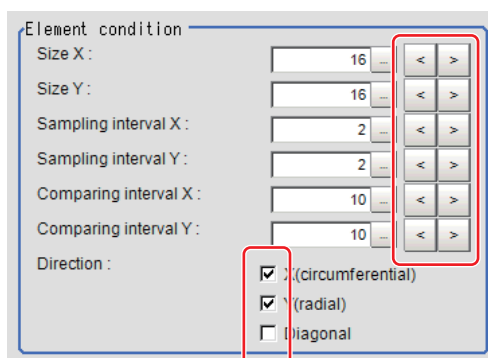 Element condition
Size X : 16 ... < >
Size Y : 16 ... < >
Sampling interval X : 2 ... < >
Sampling interval Y : 2 ... < >
Comparing interval X : 10 ... < >
Comparing interval Y : 10 ... < >
Direction : X(circumferential)
Y(radial)
Diagonal